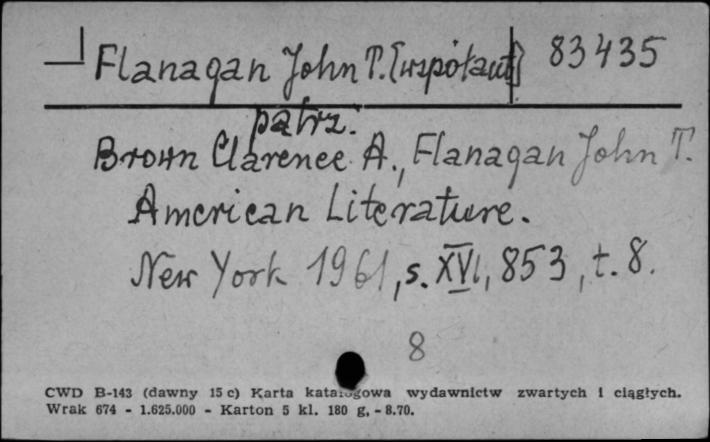 Flanagan John T. [współaut] 83435
patrz.
Brown Clarence A., Flanagan John T.
American Literature.
New York 1961, s. XVI, 853, t. 8.
8
CWD B-143 (dawny 15 c) Karta katalogowa wydawnictw zwartych i ciągłych.
Wrak 674 - 1.625.000 - Karton 5 kl. 180 g, - 8.70.